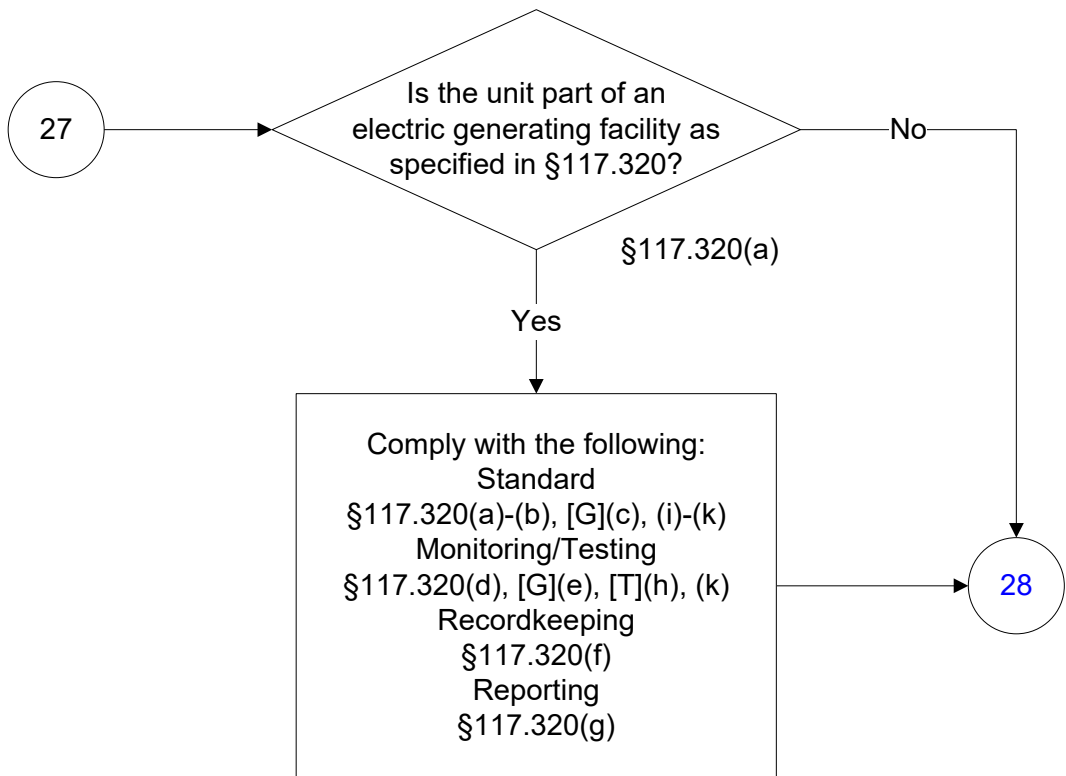 27
Is the unit part of an
electric generating facility as
specified in §117.320?
No
§117.320(a)
Yes
Comply with the following:
Standard
§117.320(a)-(b), [G](c), (i)-(k)
Monitoring/Testing
§117.320(d), [G](e), [T](h), (k)
Recordkeeping
§117.320(f)
Reporting
§117.320(g)
28